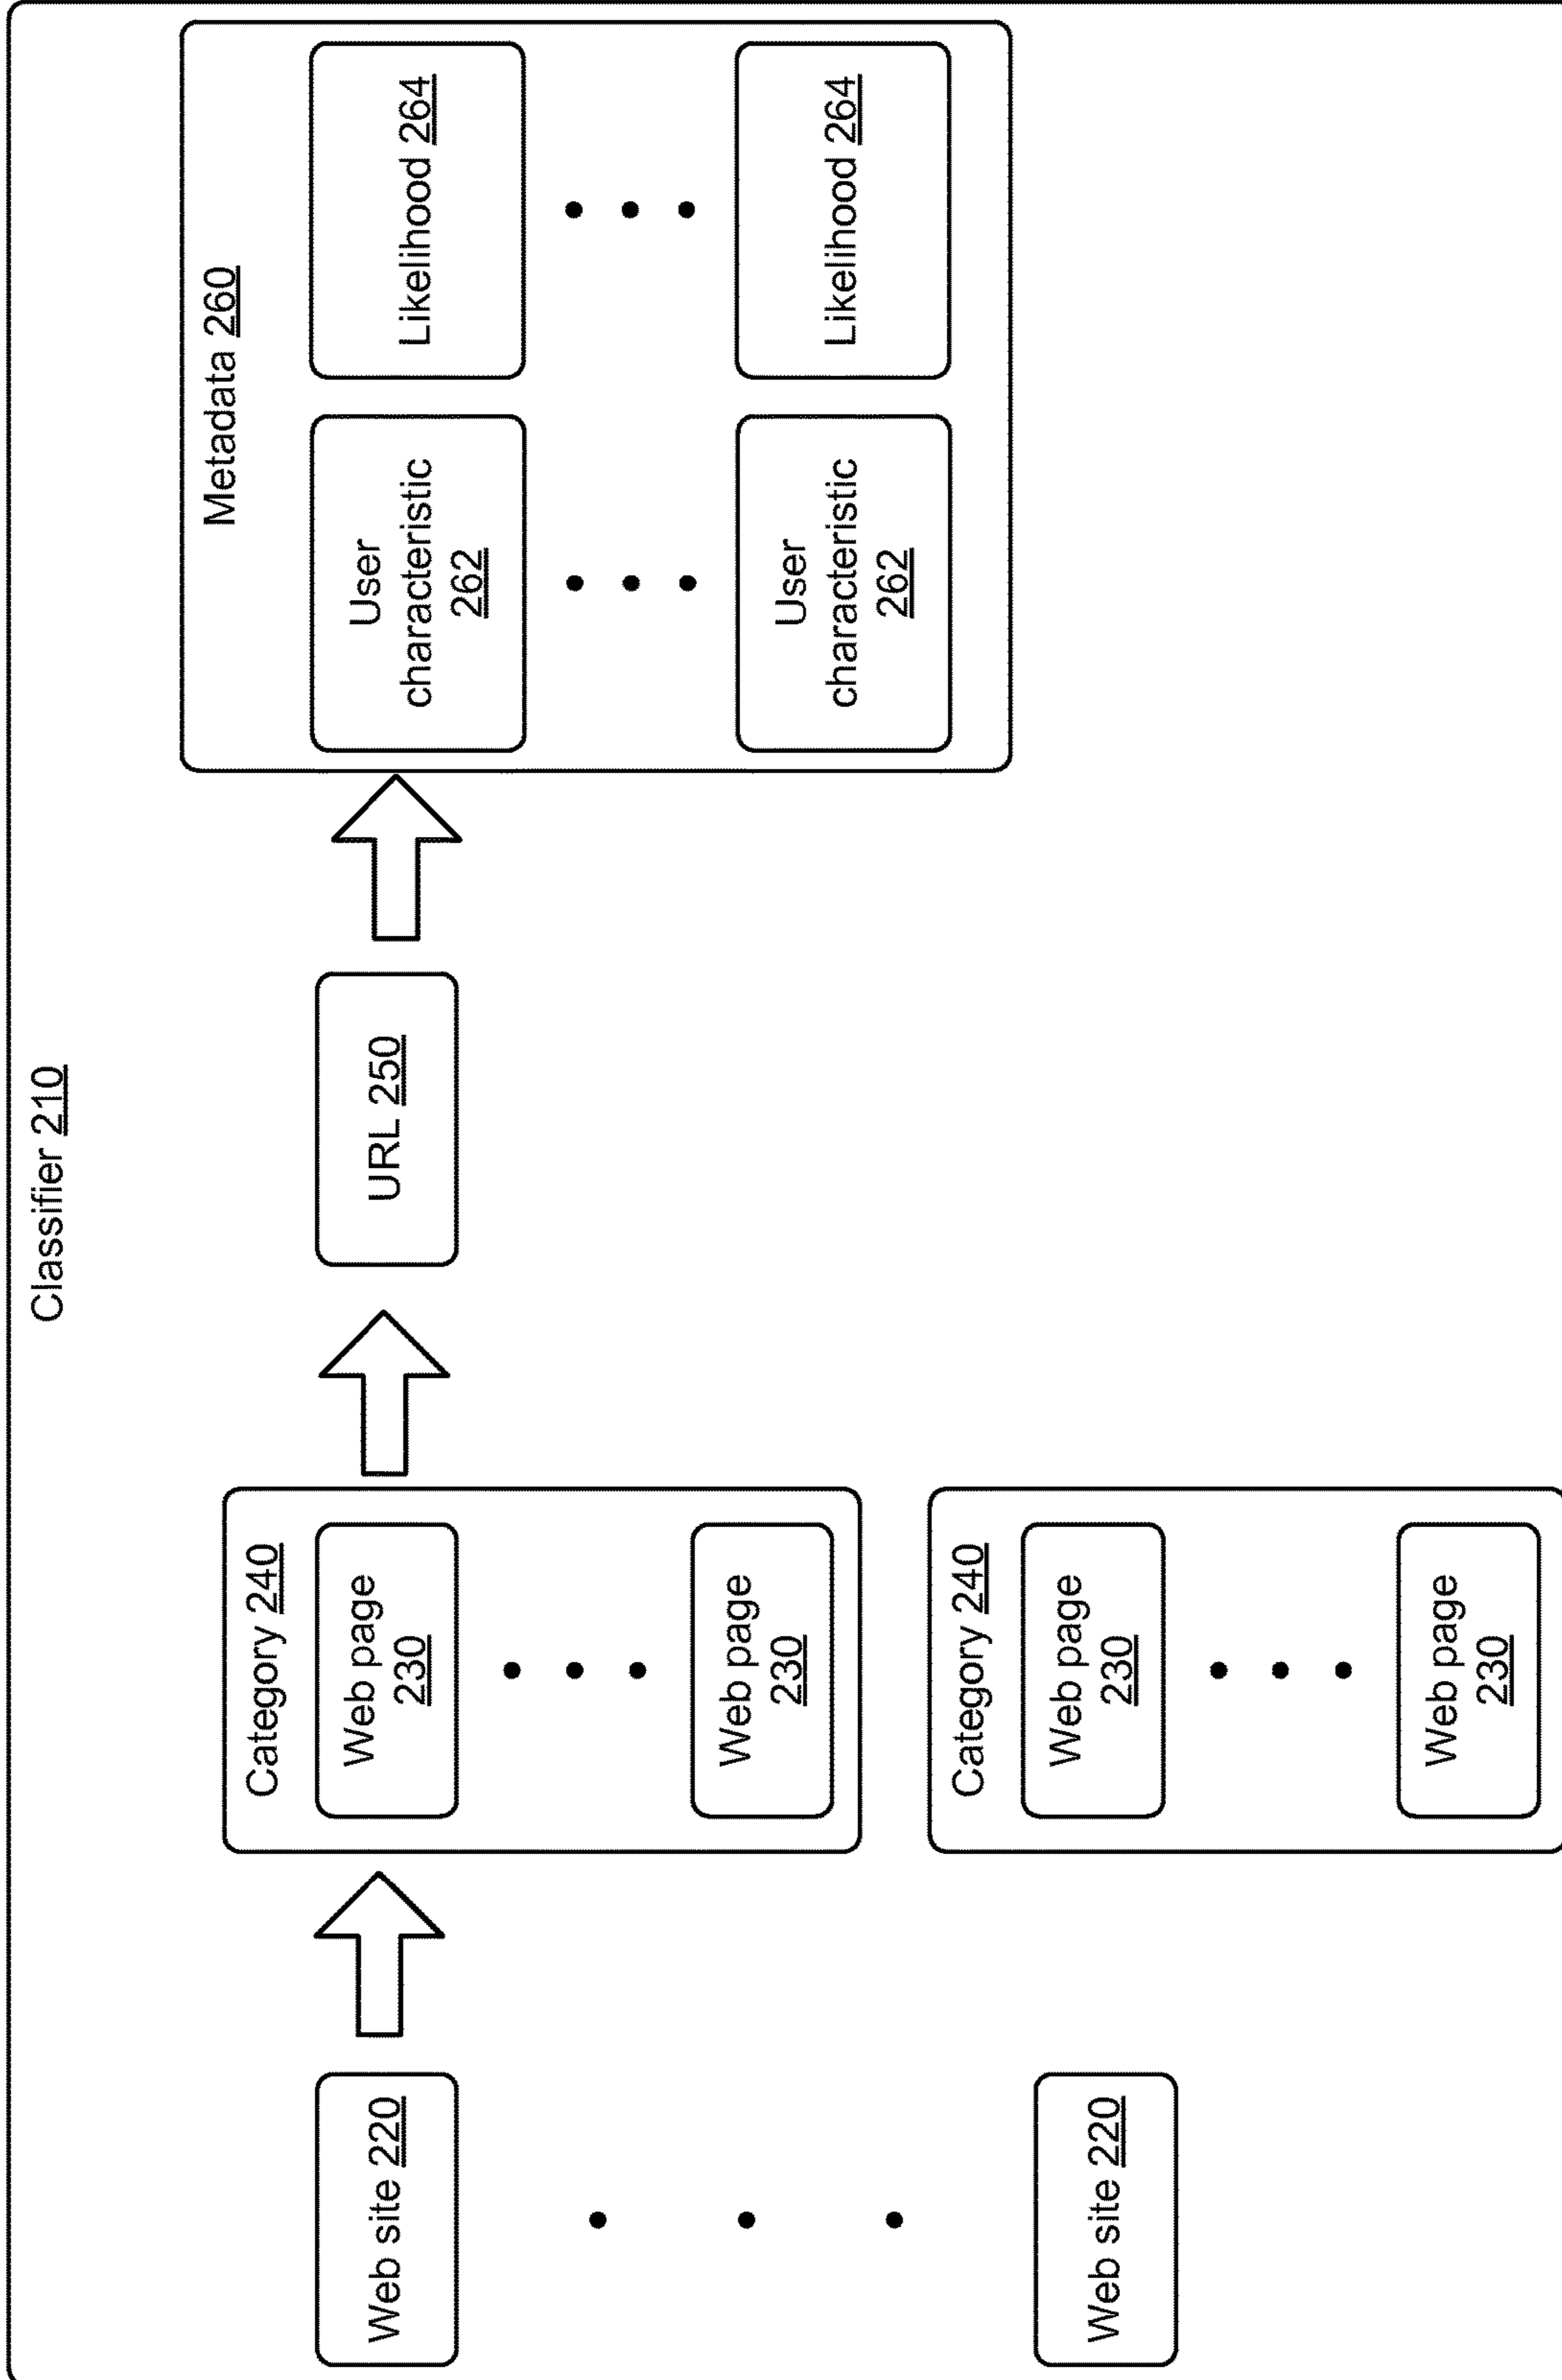 Classifier 210
Web site 220
Web site 220
Category 240
Web page
230
Web page
230
Category 240
Web page
230
Web page
230
URL 250
Metadata 260
User
characteristic
262
Likelihood 264
User
characteristic
262
Likelihood 264